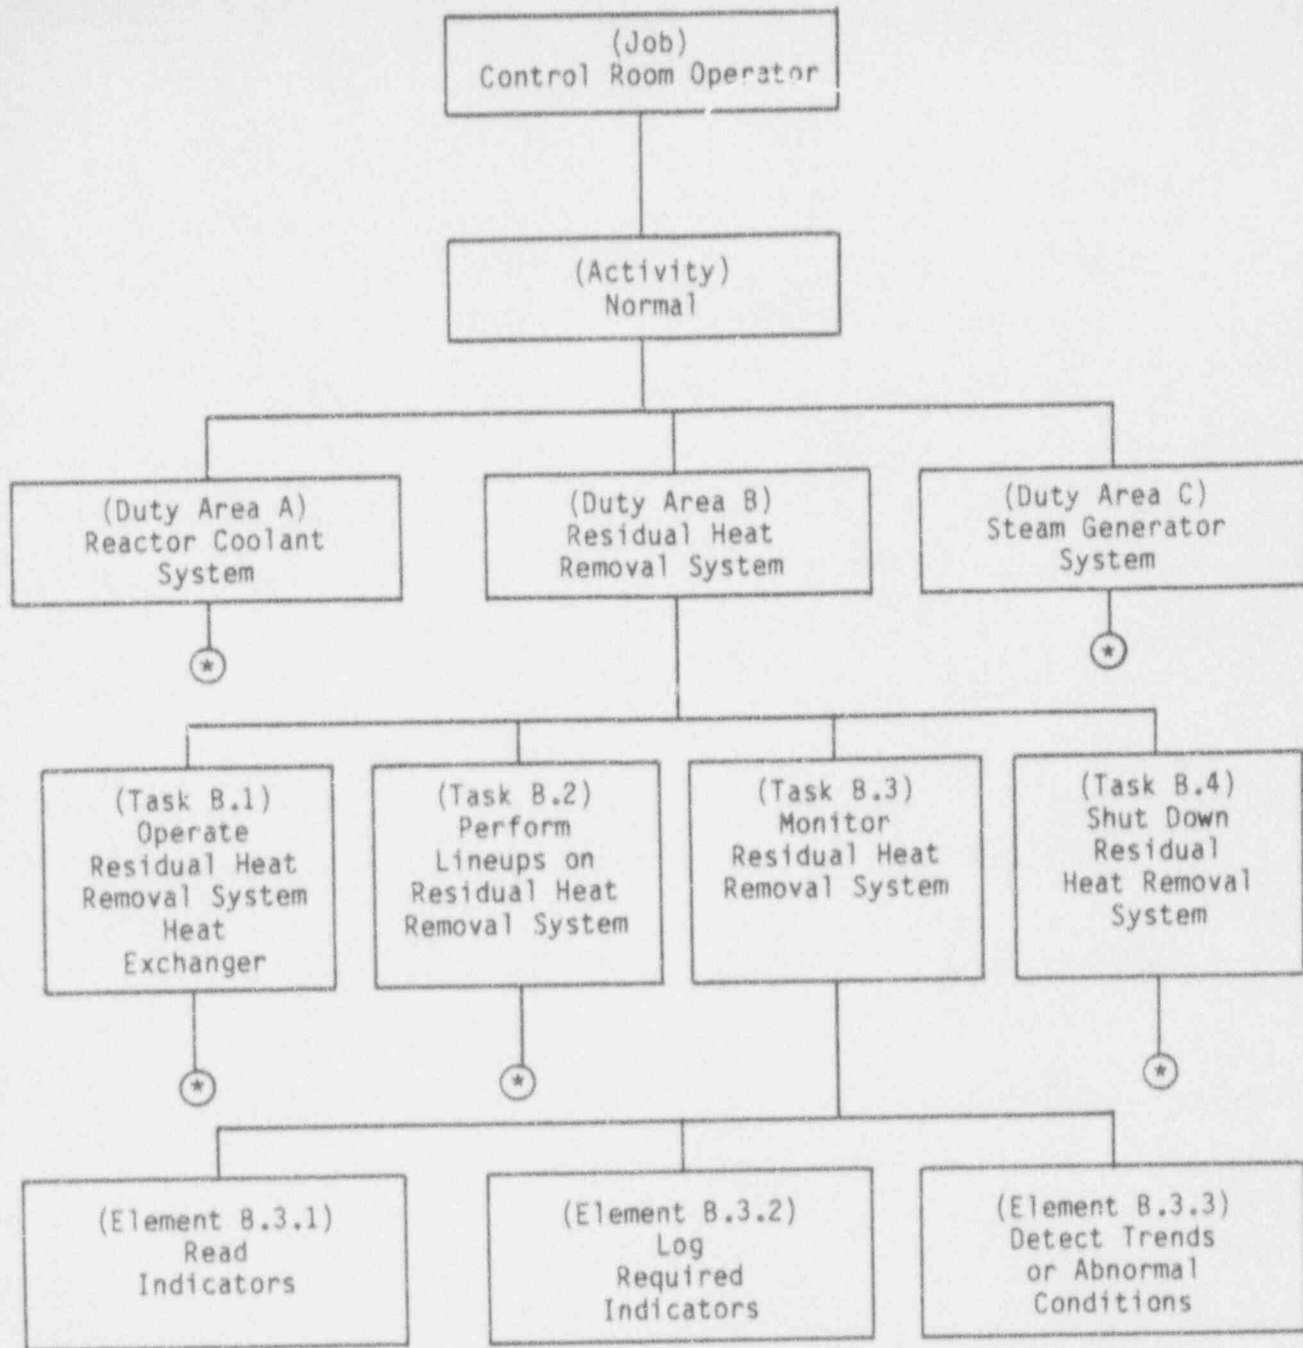 (Job)
Control Room Operator
(Activity)
Normal
(Duty Area A)
Reactor Coolant
System
(Duty Area B)
Residual Heat
Removal System
(Duty Area C)
Steam Generator
System
*
*
(Task B.1)
Operate
Residual Heat
Removal System
Heat
Exchanger
(Task B.2)
Perform
Lineups on
Residual Heat
Removal System
(Task B.3)
Monitor
Residual Heat
Removal System
(Task B.4)
Shut Down
Residual
Heat Removal
System
*
*
*
(Element B.3.1)
Read
Indicators
(Element B.3.2)
Log
Required
Indicators
(Element B.3.3)
Detect Trends
or Abnormal
Conditions